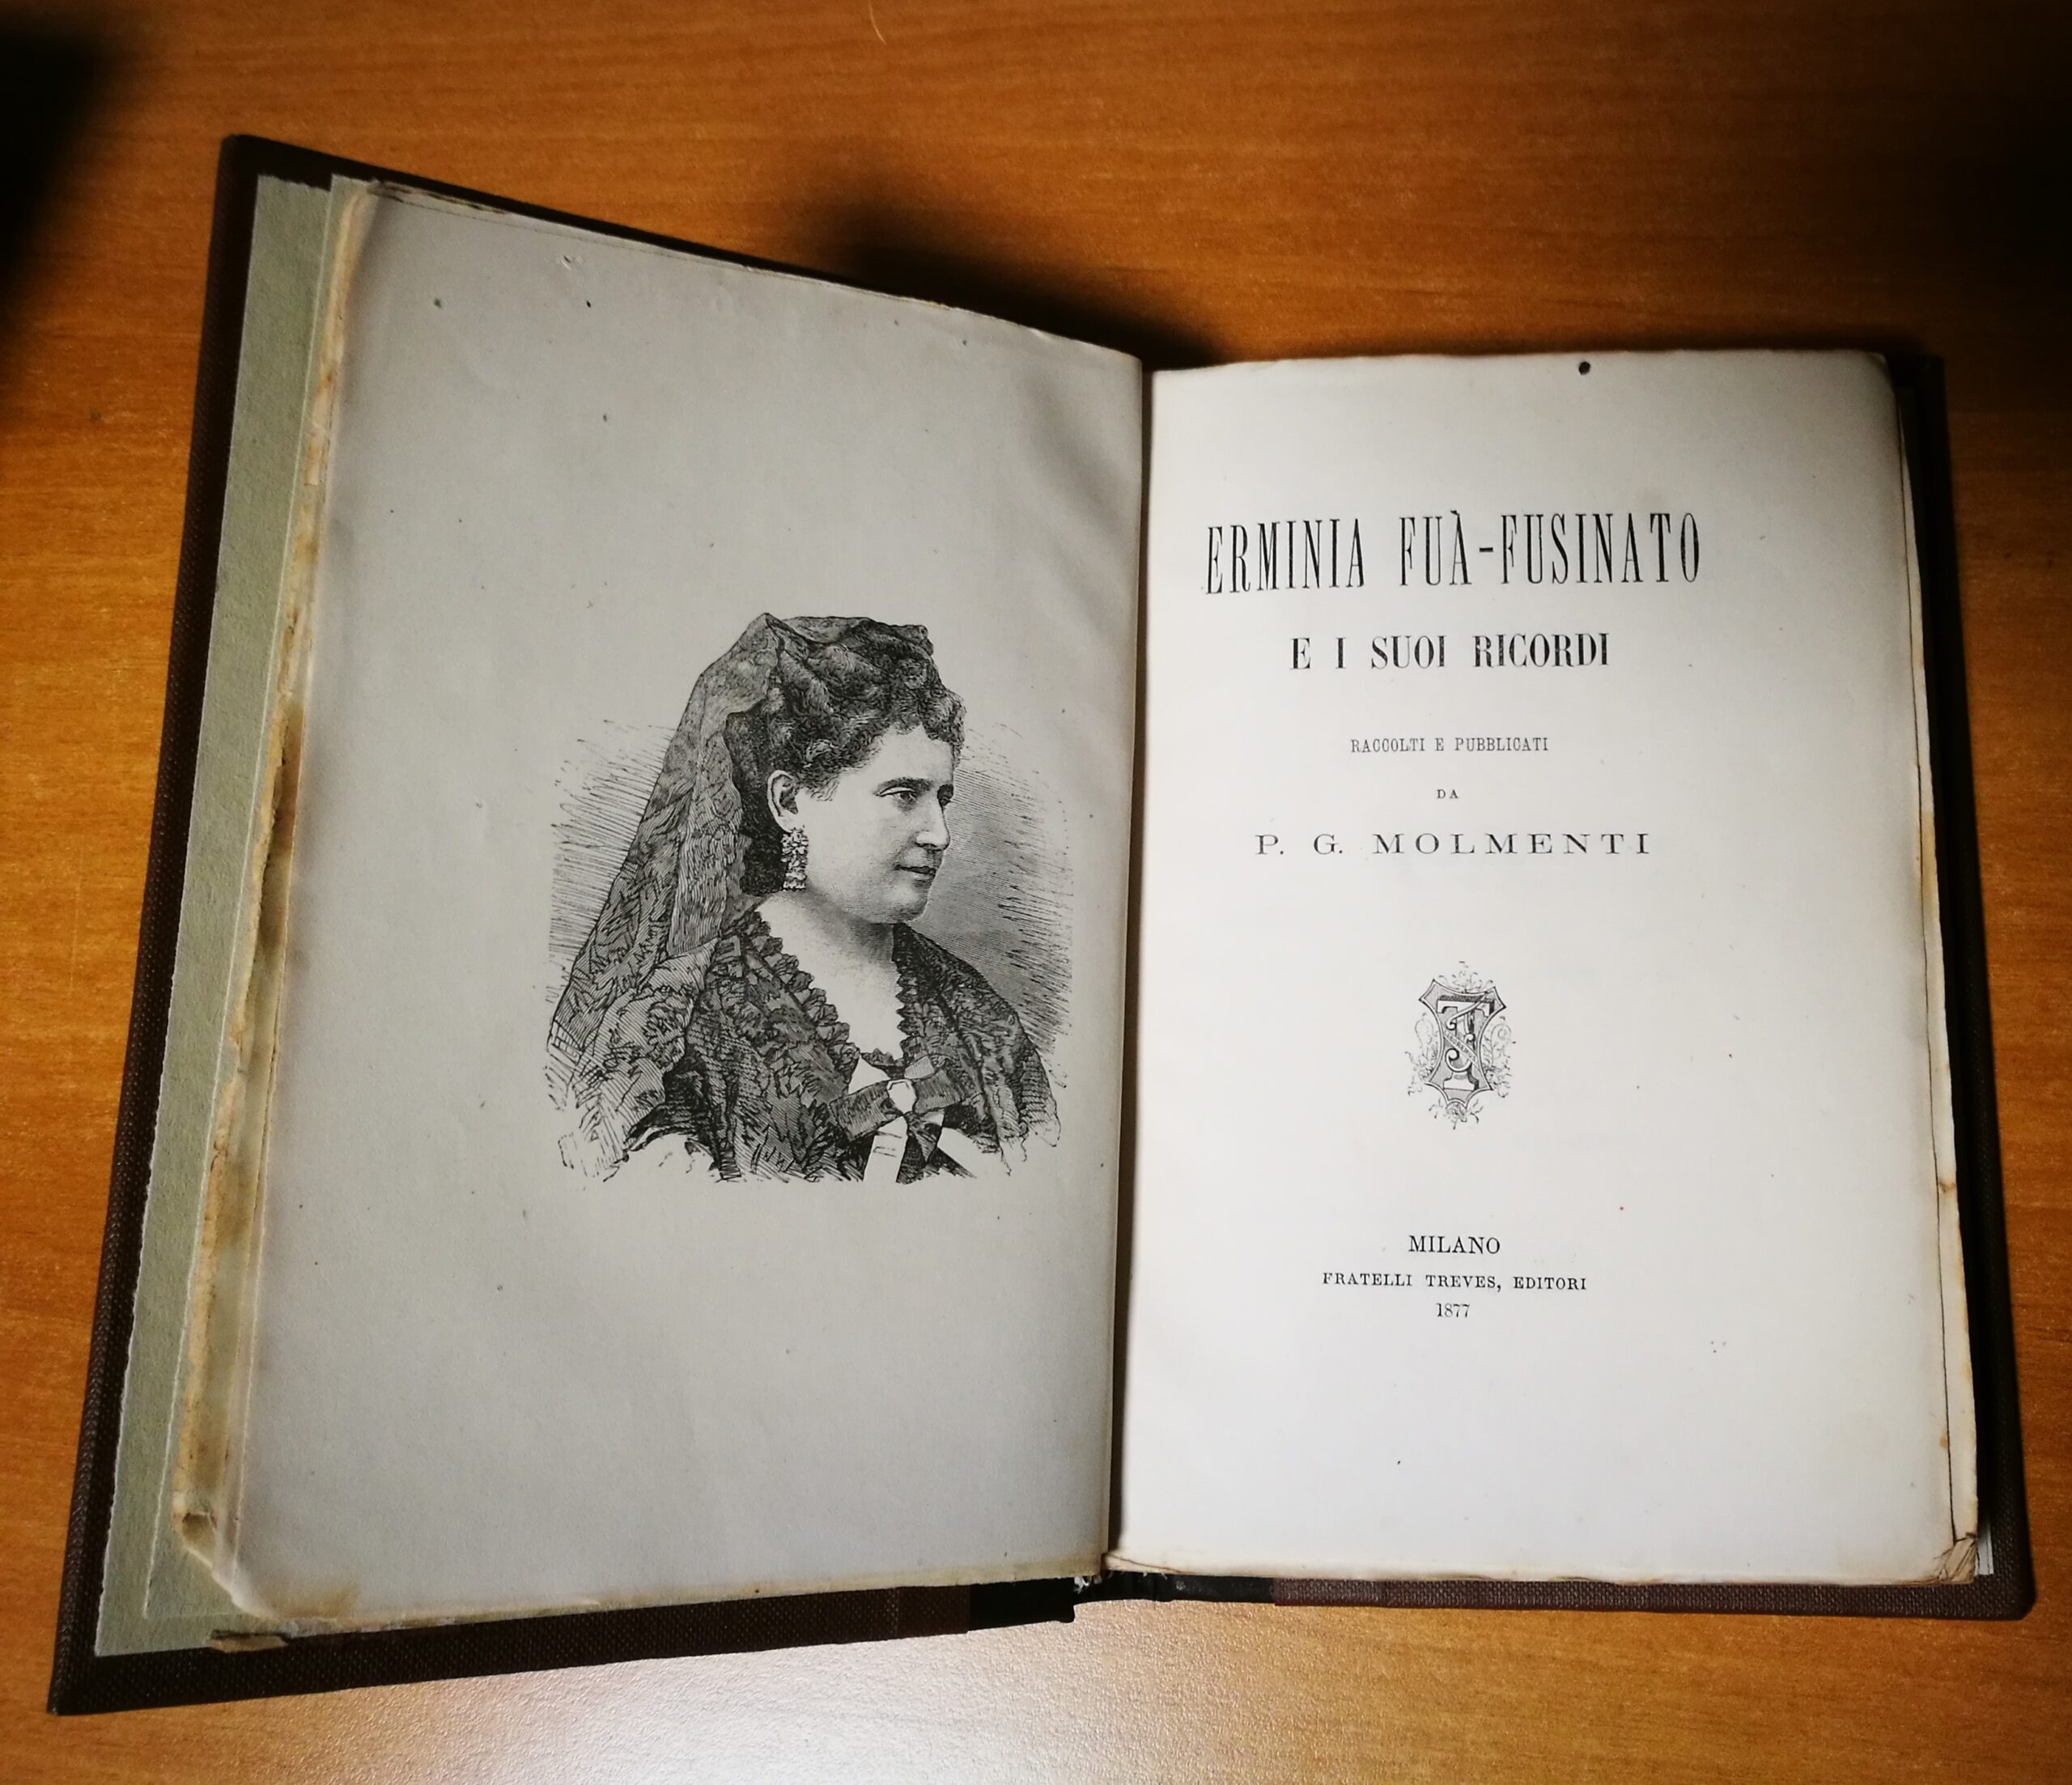 ERMINIA FUÀ-FUSINATO
E I SUOI RICORDI
RACCOLTI E PUBBLICATI
DA
P. G. MOLMENTI
MILANO
FRATELLI TREVES, EDITORI
1877